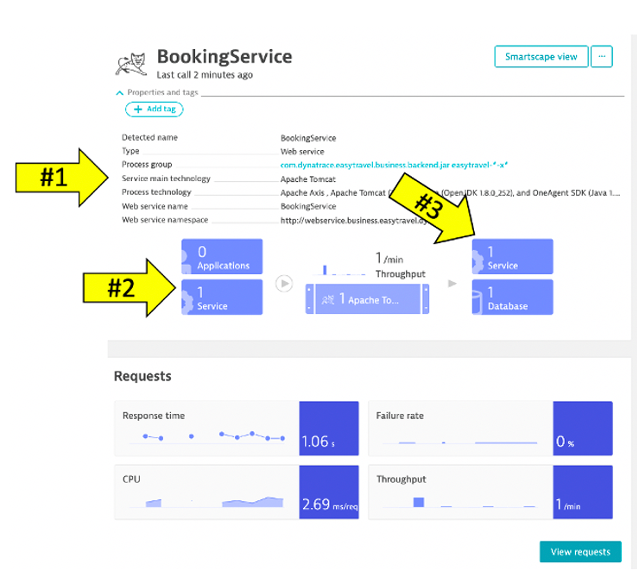 BookingService
Last call 2 minutes ago
Smartscape view
...
Properties and tags
+ Add tag
Detected name BookingService
Type Web service
Process group com.dynatrace.easytravel.business.backend.jar easytravel-*-x*
#1
Service main technology Apache Tomcat
Process technology Apache Axis , Apache Tomcat ( (OpenJDK 1.8.0_252), and OneAgent SDK (Java 1....
#3
Web service name BookingService
Web service namespace http://webservice.business.easytravel.dy
0 Applications
1/min Throughput
1 Service
#2
1 Service
1 Apache To...
1 Database
Requests
Response time 1.06 s
Failure rate 0 %
CPU 2.69 ms/req
Throughput 1 /min
View requests